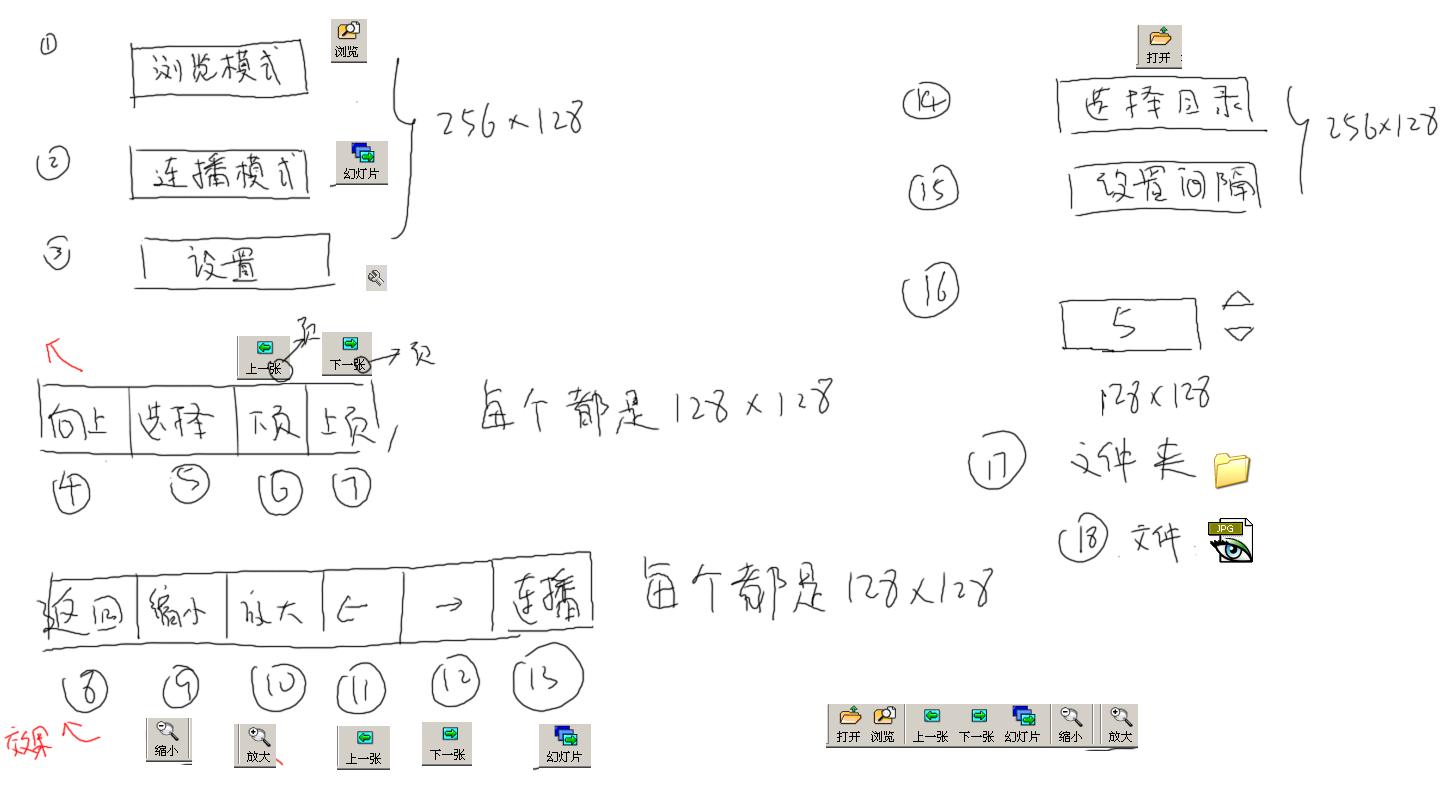 ①
浏览模式
浏览
256×128
②
连播模式
幻灯片
③
设置
页
上一张
下一张
页
向上
选择
下页
上页
每个都是128×128
④
⑤
⑥
⑦
返回
缩小
放大
←
→
连播
每个都是128×128
⑧
⑨
⑩
⑪
⑫
⑬
效果
缩小
放大
上一张
下一张
幻灯片
打开
⑭
选择目录
256×128
⑮
设置间隔
⑯
5
128×128
⑰
文件夹
⑱
文件
JPG
打开 浏览 上一张 下一张 幻灯片 缩小 放大